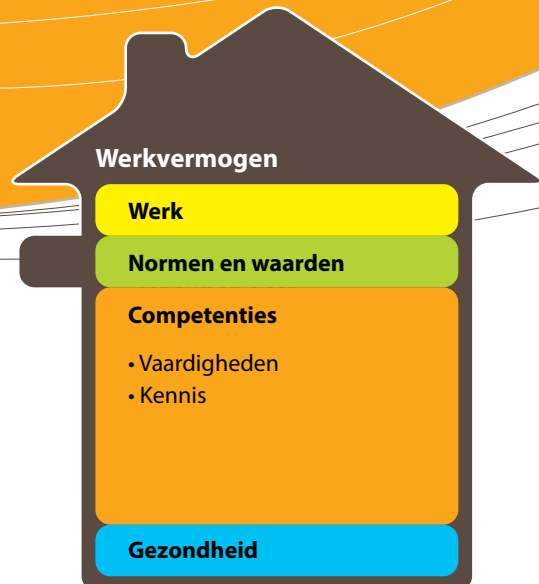 Werkvermogen
Werk
Normen en waarden
Competenties
• Vaardigheden
• Kennis
Gezondheid